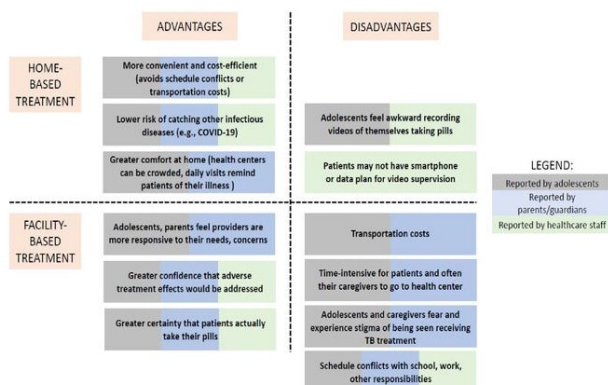 ADVANTAGES
DISADVANTAGES
HOME-
BASED
TREATMENT
More convenient and cost-efficient
(avoids schedule conflicts or
transportation costs)
Lower risk of catching other infectious
diseases (e.g., COVID-19)
Greater comfort at home (health centers
can be crowded, daily visits remind
patients of their illness )
Adolescents feel awkward recording
videos of themselves taking pills
Patients may not have smartphone
or data plan for video supervision
LEGEND:
Reported by adolescents
Reported by
parents/guardians
Reported by healthcare staff
FACILITY-
BASED
TREATMENT
Adolescents, parents feel providers are
more responsive to their needs, concerns
Greater confidence that adverse
treatment effects would be addressed
Greater certainty that patients actually
take their pills
Transportation costs
Time-intensive for patients and often
their caregivers to go to health center
Adolescents and caregivers fear and
experience stigma of being seen receiving
TB treatment
Schedule conflicts with school, work,
other responsibilities